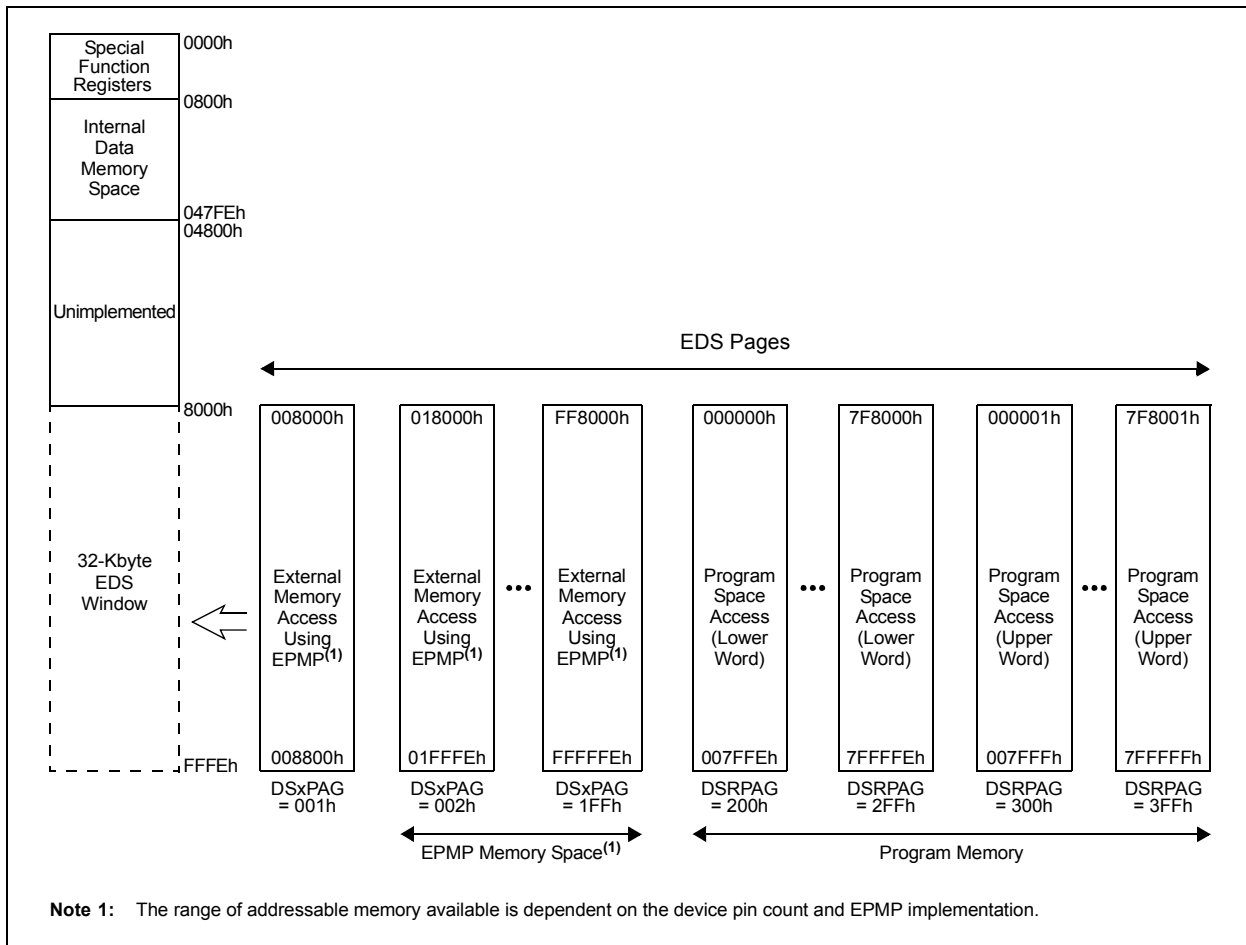 Special
Function
Registers
0000h
0800h
Internal
Data
Memory
Space
047FEh
04800h
Unimplemented
8000h
32-Kbyte
EDS
Window
FFFEh
EDS Pages
008000h
External
Memory
Access
Using
EPMP(1)
008800h
DSxPAG
= 001h
018000h
External
Memory
Access
Using
EPMP(1)
01FFFEh
DSxPAG
= 002h
•••
FF8000h
External
Memory
Access
Using
EPMP(1)
FFFFFEh
DSxPAG
= 1FFh
EPMP Memory Space(1)
000000h
Program
Space
Access
(Lower
Word)
007FFEh
DSRPAG
= 200h
•••
7F8000h
Program
Space
Access
(Lower
Word)
7FFFFEh
DSRPAG
= 2FFh
000001h
Program
Space
Access
(Upper
Word)
007FFFh
DSRPAG
= 300h
•••
7F8001h
Program
Space
Access
(Upper
Word)
7FFFFFh
DSRPAG
= 3FFh
Program Memory
Note 1: The range of addressable memory available is dependent on the device pin count and EPMP implementation.